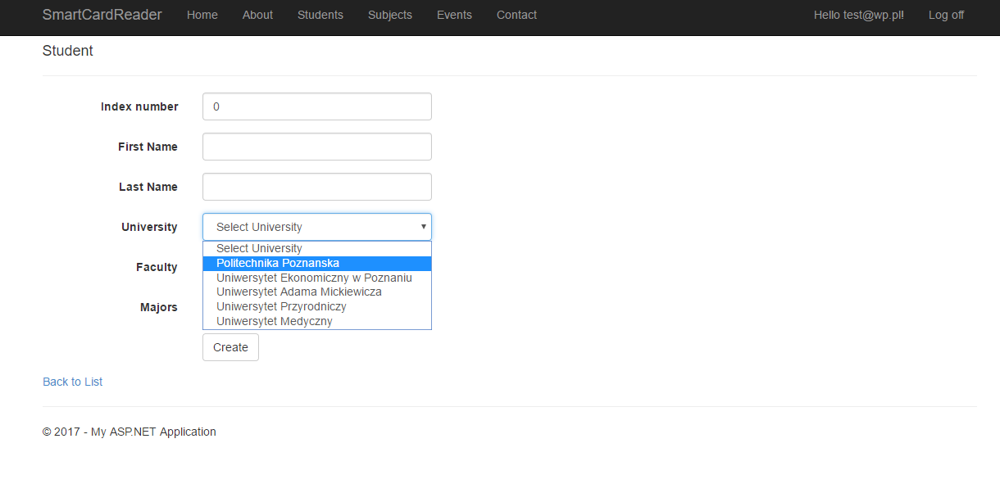 SmartCardReader Home About Students Subjects Events Contact Hello test@wp.pl! Log off
Student
Index number 0
First Name
Last Name
University Select University
Select University
Politechnika Poznanska
Uniwersytet Ekonomiczny w Poznaniu
Uniwersytet Adama Mickiewicza
Uniwersytet Przyrodniczy
Uniwersytet Medyczny
Faculty
Majors
Create
Back to List
© 2017 - My ASP.NET Application